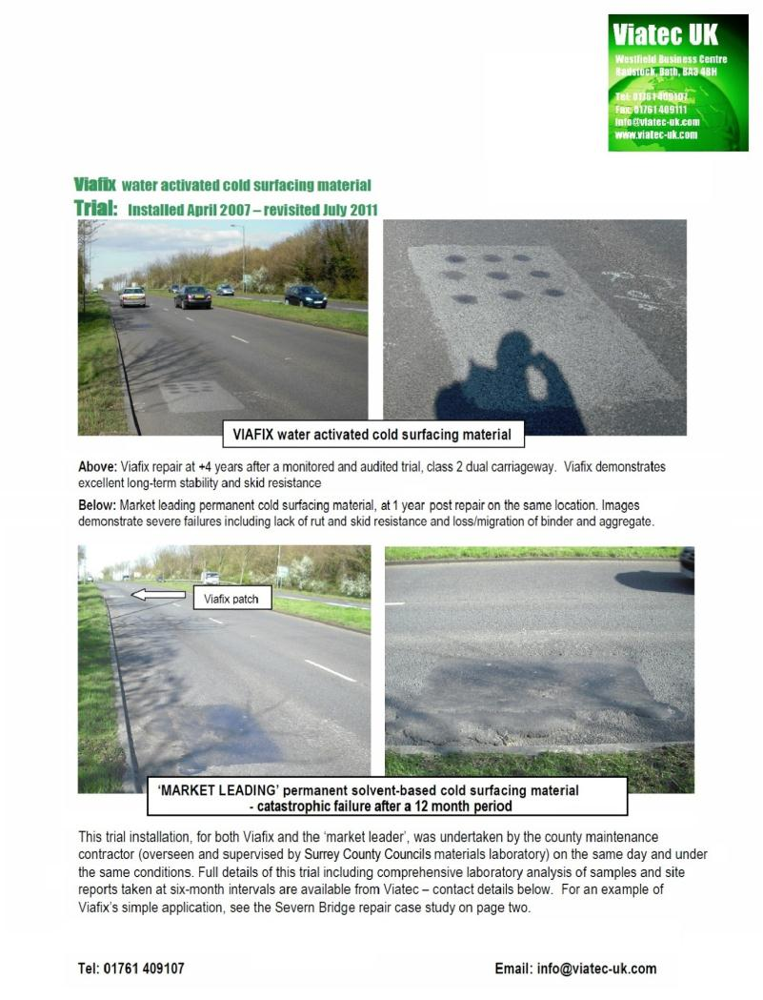 Viatec UK
Westfield Business Centre
Radstock, Bath, BA3 4BH
Tel: 01761 409107
Fax: 01761 409111
info@viatec-uk.com
www.viatec-uk.com
Viafix water activated cold surfacing material
Trial: Installed April 2007 – revisited July 2011
VIAFIX water activated cold surfacing material
Above: Viafix repair at +4 years after a monitored and audited trial, class 2 dual carriageway. Viafix demonstrates
excellent long-term stability and skid resistance
Below: Market leading permanent cold surfacing material, at 1 year post repair on the same location. Images
demonstrate severe failures including lack of rut and skid resistance and loss/migration of binder and aggregate.
Viafix patch
'MARKET LEADING' permanent solvent-based cold surfacing material
- catastrophic failure after a 12 month period
This trial installation, for both Viafix and the 'market leader', was undertaken by the county maintenance
contractor (overseen and supervised by Surrey County Councils materials laboratory) on the same day and under
the same conditions. Full details of this trial including comprehensive laboratory analysis of samples and site
reports taken at six-month intervals are available from Viatec – contact details below. For an example of
Viafix's simple application, see the Severn Bridge repair case study on page two.
Tel: 01761 409107 Email: info@viatec-uk.com